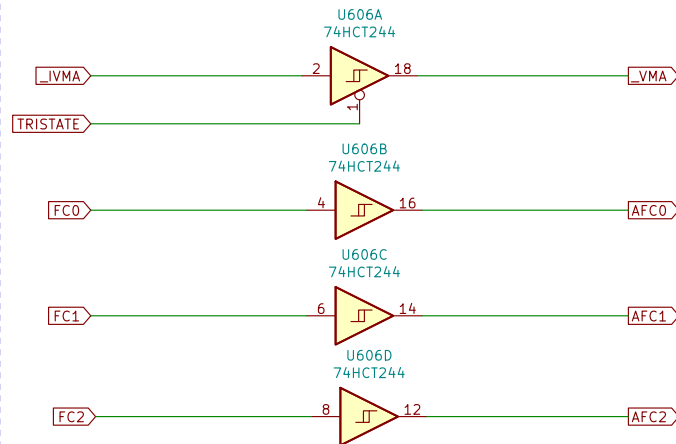 U606A
74HCT244
_IVMA
2
18
_VMA
1
TRISTATE
U606B
74HCT244
FC0
4
16
AFC0
U606C
74HCT244
FC1
6
14
AFC1
U606D
74HCT244
FC2
8
12
AFC2